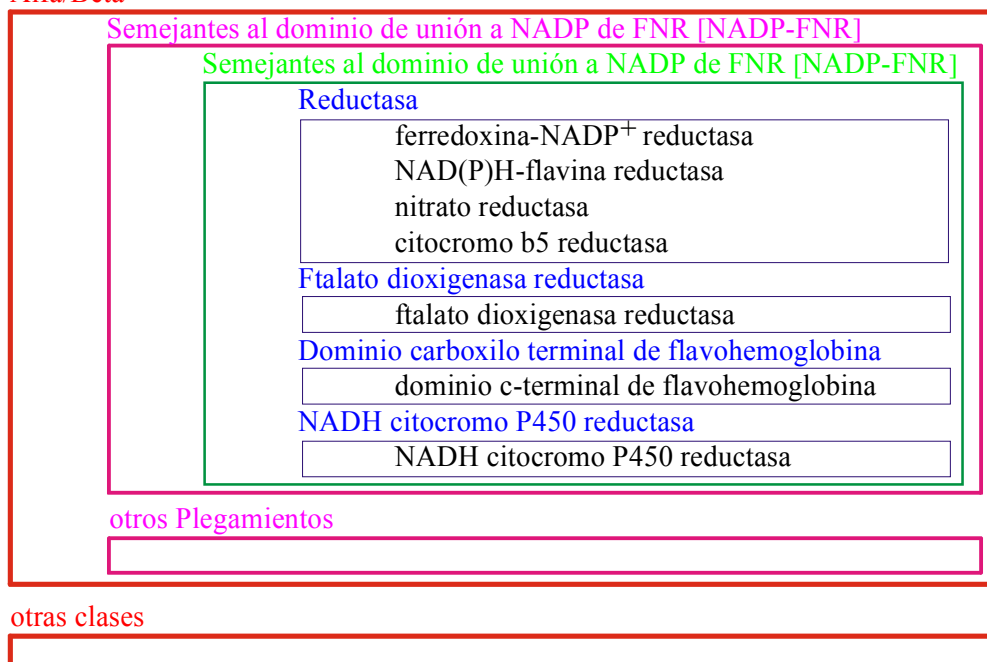 Semejantes al dominio de unión a NADP de FNR [NADP-FNR]
Semejantes al dominio de unión a NADP de FNR [NADP-FNR]
Reductasa
ferredoxina-NADP+ reductasa
NAD(P)H-flavina reductasa
nitrato reductasa
citocromo b5 reductasa
Ftalato dioxigenasa reductasa
ftalato dioxigenasa reductasa
Dominio carboxilo terminal de flavohemoglobina
dominio c-terminal de flavohemoglobina
NADH citocromo P450 reductasa
NADH citocromo P450 reductasa
otros Plegamientos
otras clases